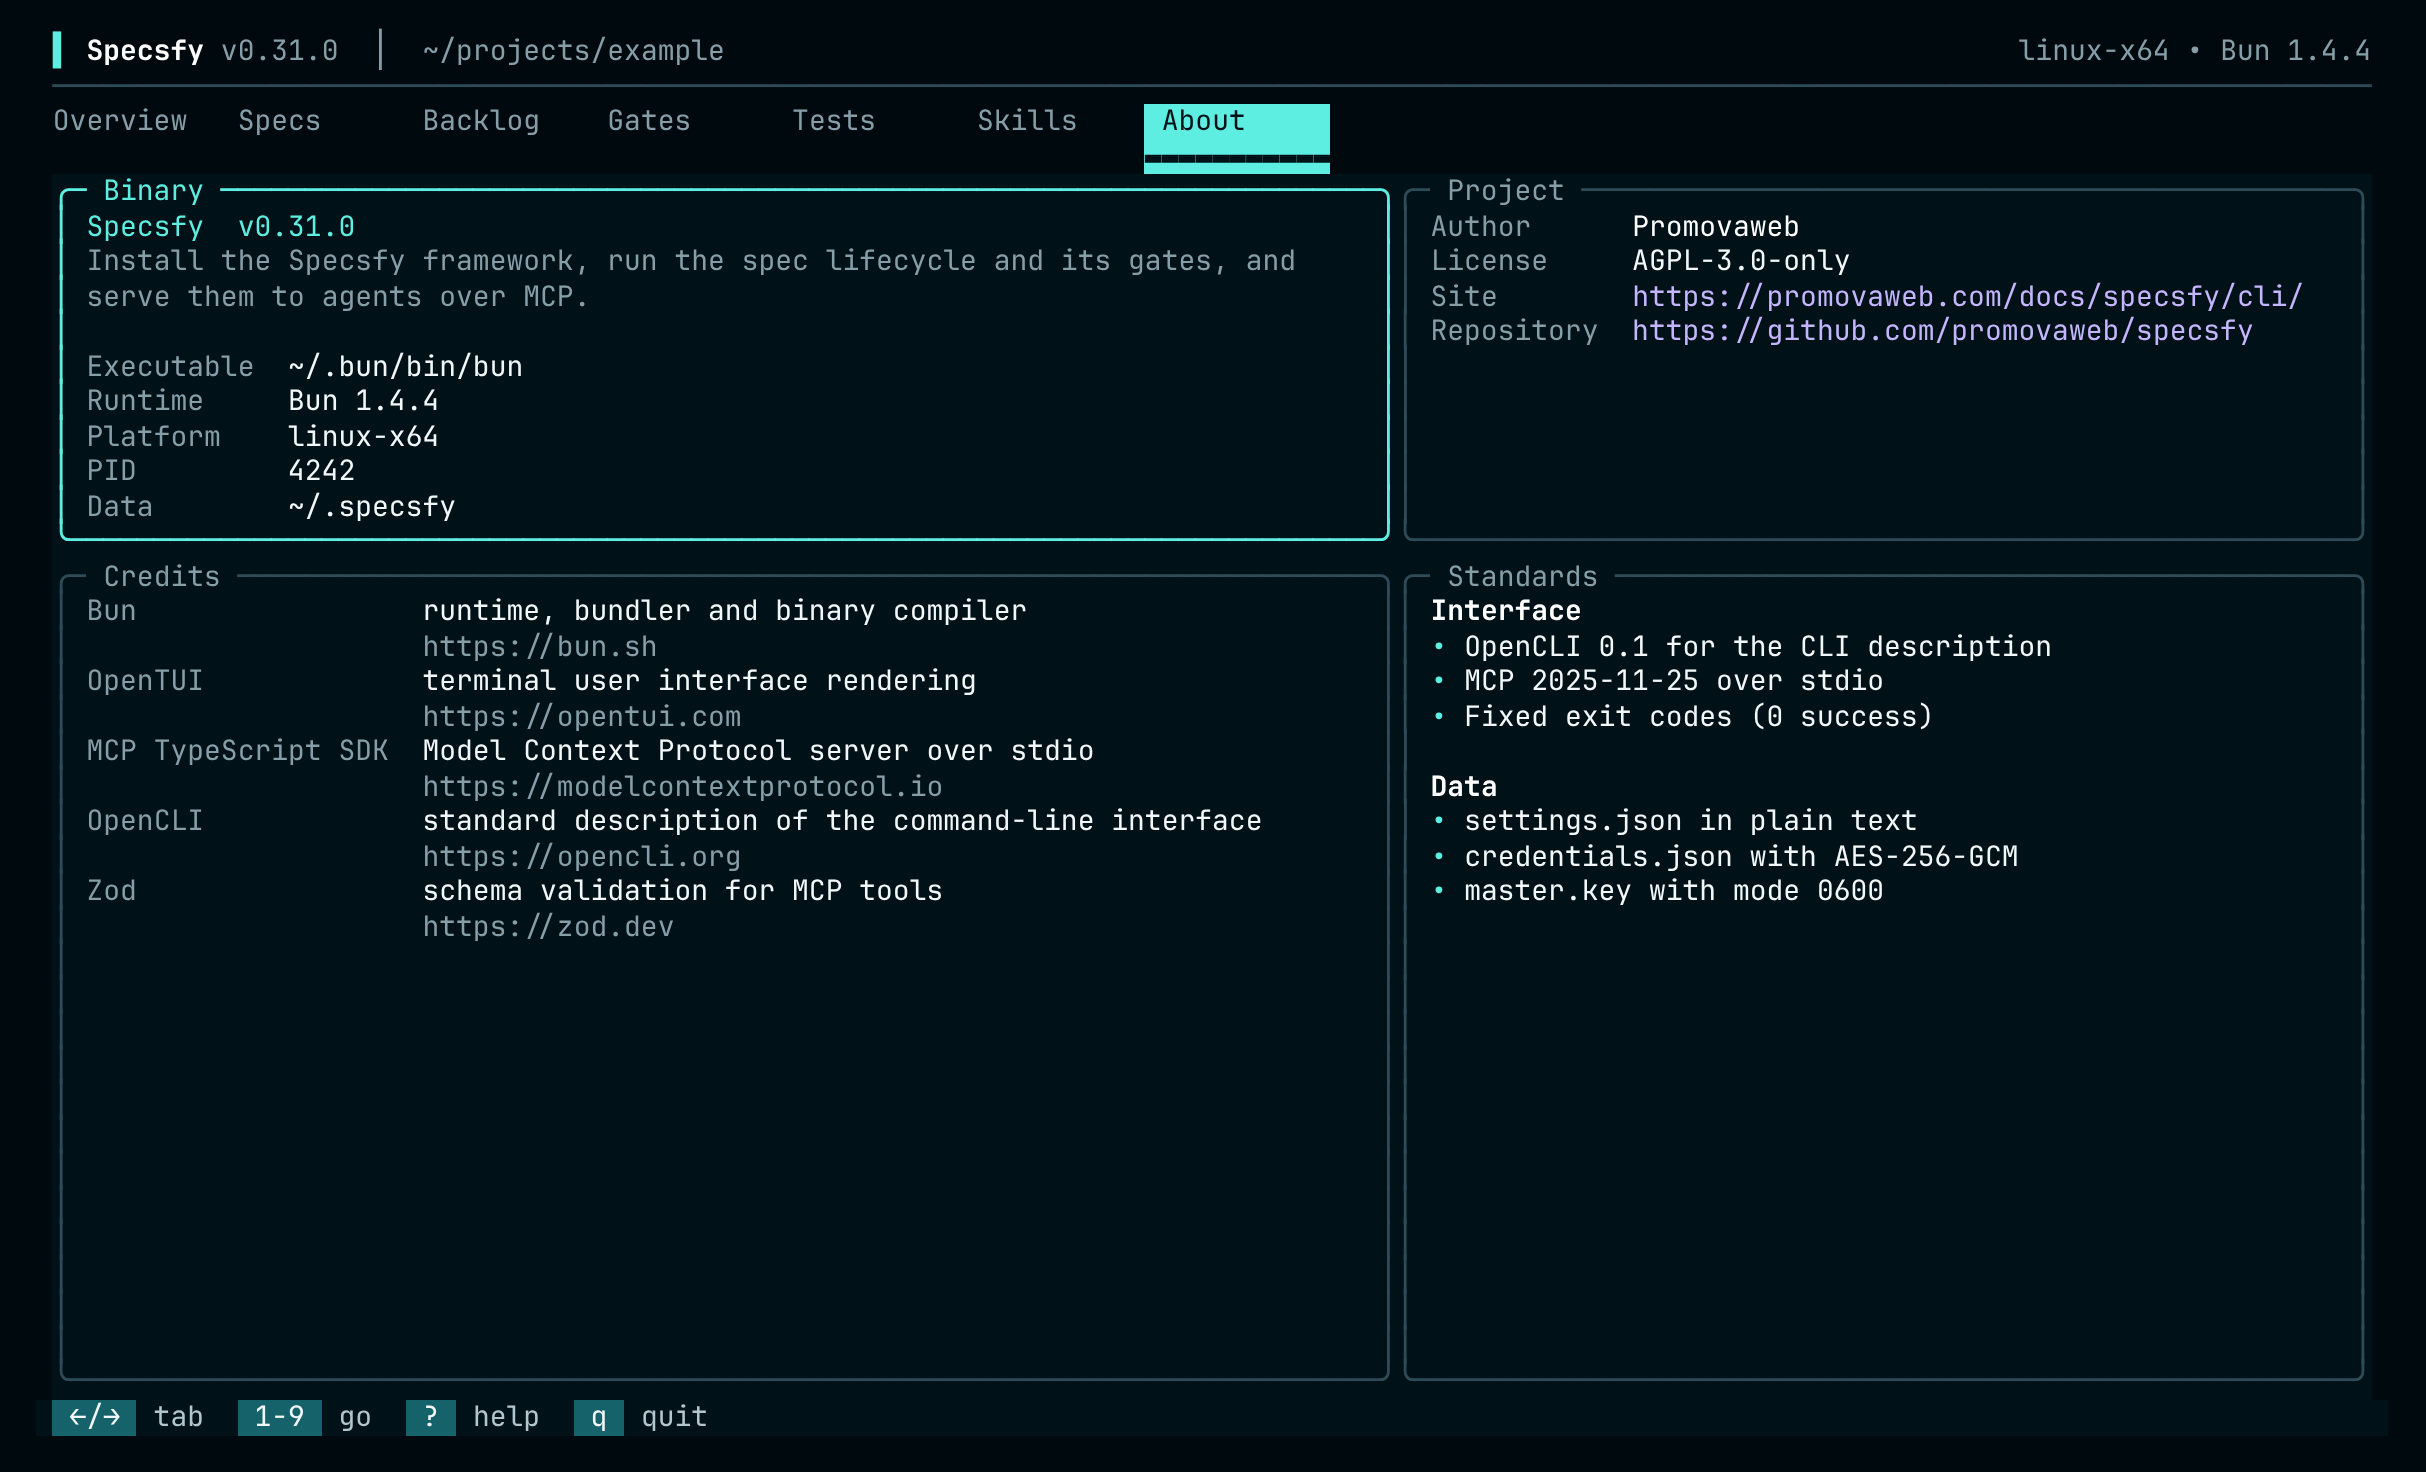 Specsfy v0.31.0 │ ~/projects/example
linux-x64 • Bun 1.4.4
Overview Specs Backlog Gates Tests Skills About
Binary
Specsfy v0.31.0
Install the Specsfy framework, run the spec lifecycle and its gates, and
serve them to agents over MCP.
Executable ~/.bun/bin/bun
Runtime Bun 1.4.4
Platform linux-x64
PID 4242
Data ~/.specsfy
Project
Author Promovaweb
License AGPL-3.0-only
Site https://promovaweb.com/docs/specsfy/cli/
Repository https://github.com/promovaweb/specsfy
Credits
Bun runtime, bundler and binary compiler
https://bun.sh
OpenTUI terminal user interface rendering
https://opentui.com
MCP TypeScript SDK Model Context Protocol server over stdio
https://modelcontextprotocol.io
OpenCLI standard description of the command-line interface
https://opencli.org
Zod schema validation for MCP tools
https://zod.dev
Standards
Interface
• OpenCLI 0.1 for the CLI description
• MCP 2025-11-25 over stdio
• Fixed exit codes (0 success)
Data
• settings.json in plain text
• credentials.json with AES-256-GCM
• master.key with mode 0600
←/→ tab 1-9 go ? help q quit